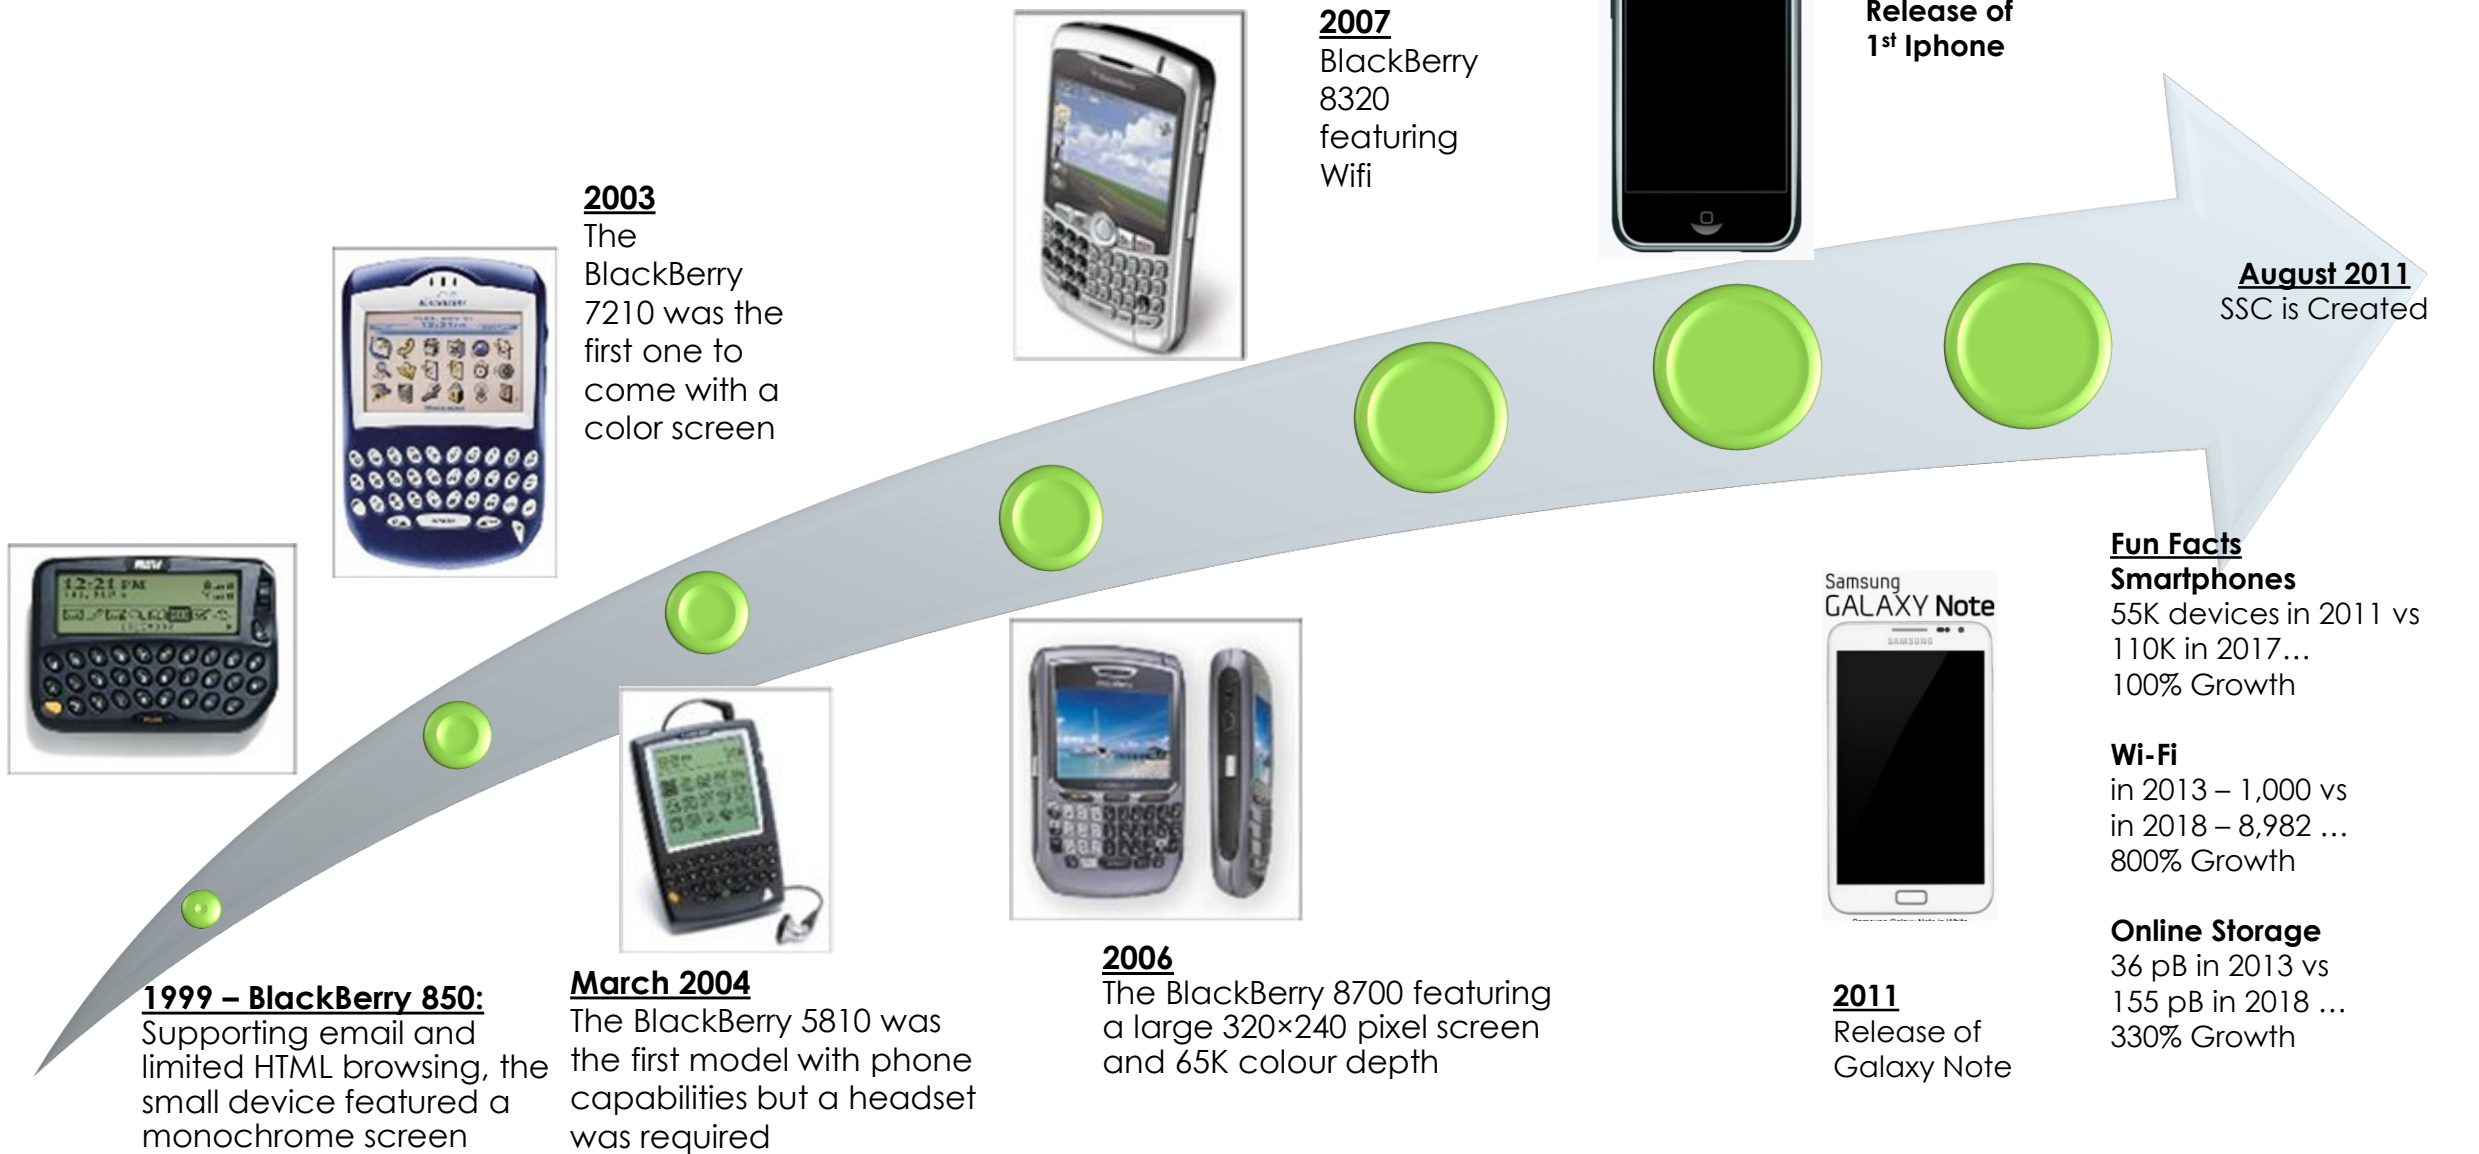 2007
BlackBerry
8320
featuring
Wifi
Release of
1st Iphone
2003
The
BlackBerry
7210 was the
first one to
come with a
color screen
August 2011
SSC is Created
12:21 PM
Samsung
GALAXY Note
SAMSUNG
Fun Facts
Smartphones
55K devices in 2011 vs
110K in 2017…
100% Growth
Wi-Fi
in 2013 – 1,000 vs
in 2018 – 8,982 …
800% Growth
Online Storage
36 pB in 2013 vs
155 pB in 2018 …
330% Growth
1999 – BlackBerry 850:
Supporting email and
limited HTML browsing, the
small device featured a
monochrome screen
March 2004
The BlackBerry 5810 was
the first model with phone
capabilities but a headset
was required
2006
The BlackBerry 8700 featuring
a large 320×240 pixel screen
and 65K colour depth
2011
Release of
Galaxy Note